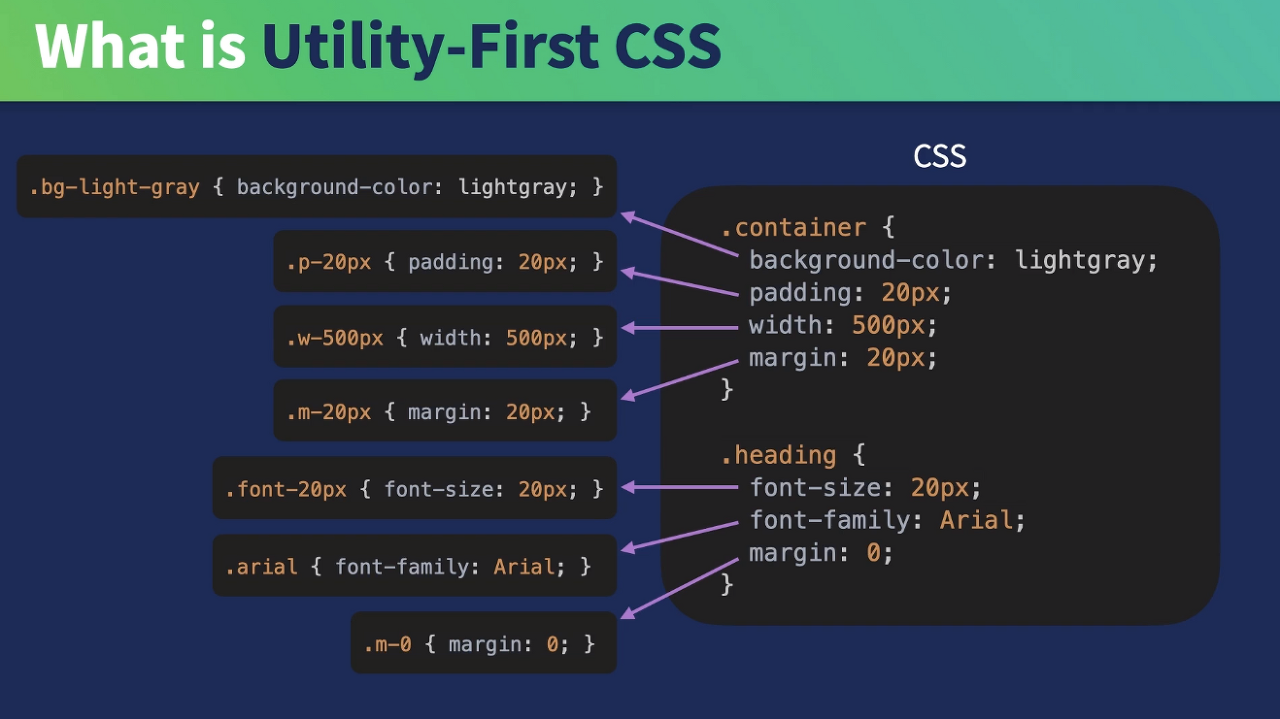 What is Utility-First CSS
.bg-light-gray { background-color: lightgray; }
.p-20px { padding: 20px; }
.w-500px { width: 500px; }
.m-20px { margin: 20px; }
.font-20px { font-size: 20px; }
.arial { font-family: Arial; }
.m-0 { margin: 0; }
CSS
.container {
  background-color: lightgray;
  padding: 20px;
  width: 500px;
  margin: 20px;
}
.heading {
  font-size: 20px;
  font-family: Arial;
  margin: 0;
}